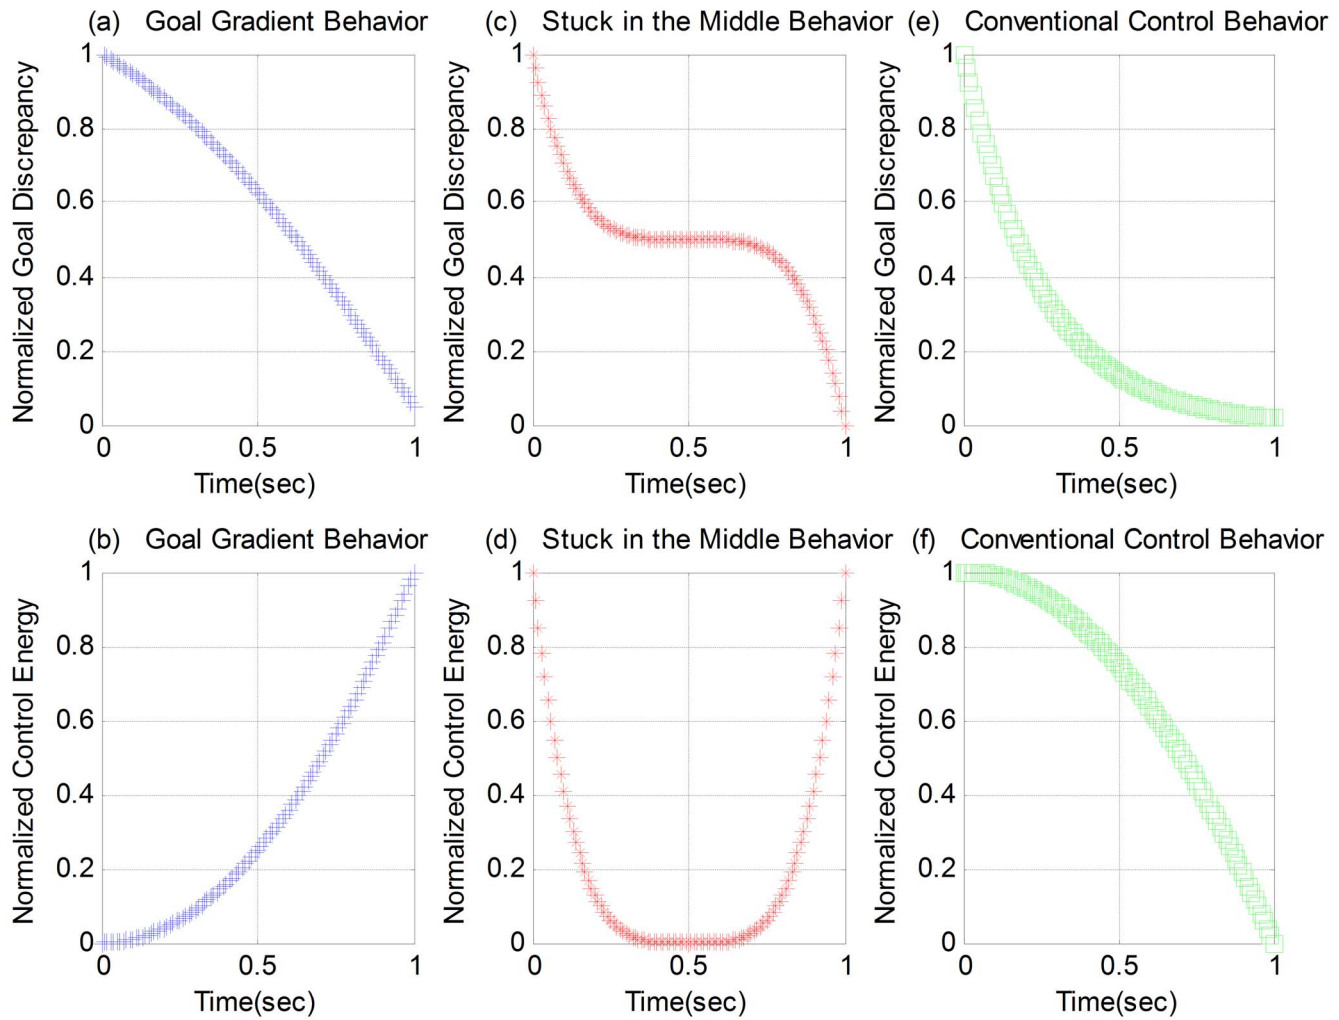 (a) Goal Gradient Behavior
Normalized Goal Discrepancy
1
0.8
0.6
0.4
0.2
0
0 0.5 1
Time(sec)
(c) Stuck in the Middle Behavior
Normalized Goal Discrepancy
1
0.8
0.6
0.4
0.2
0
0 0.5 1
Time(sec)
(e) Conventional Control Behavior
Normalized Goal Discrepancy
1
0.8
0.6
0.4
0.2
0
0 0.5 1
Time(sec)
(b) Goal Gradient Behavior
Normalized Control Energy
1
0.8
0.6
0.4
0.2
0
0 0.5 1
Time(sec)
(d) Stuck in the Middle Behavior
Normalized Control Energy
1
0.8
0.6
0.4
0.2
0
0 0.5 1
Time(sec)
(f) Conventional Control Behavior
Normalized Control Energy
1
0.8
0.6
0.4
0.2
0
0 0.5 1
Time(sec)